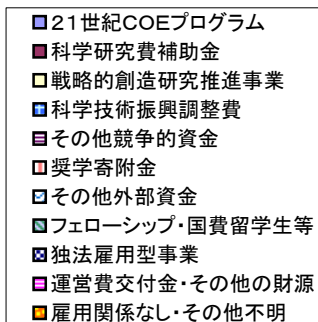 21世紀COEプログラム
科学研究費補助金
戦略的創造研究推進事業
科学技術振興調整費
その他競争的資金
奨学寄附金
その他外部資金
フェローシップ・国費留学生等
独法雇用型事業
運営費交付金・その他の財源
雇用関係なし・その他不明